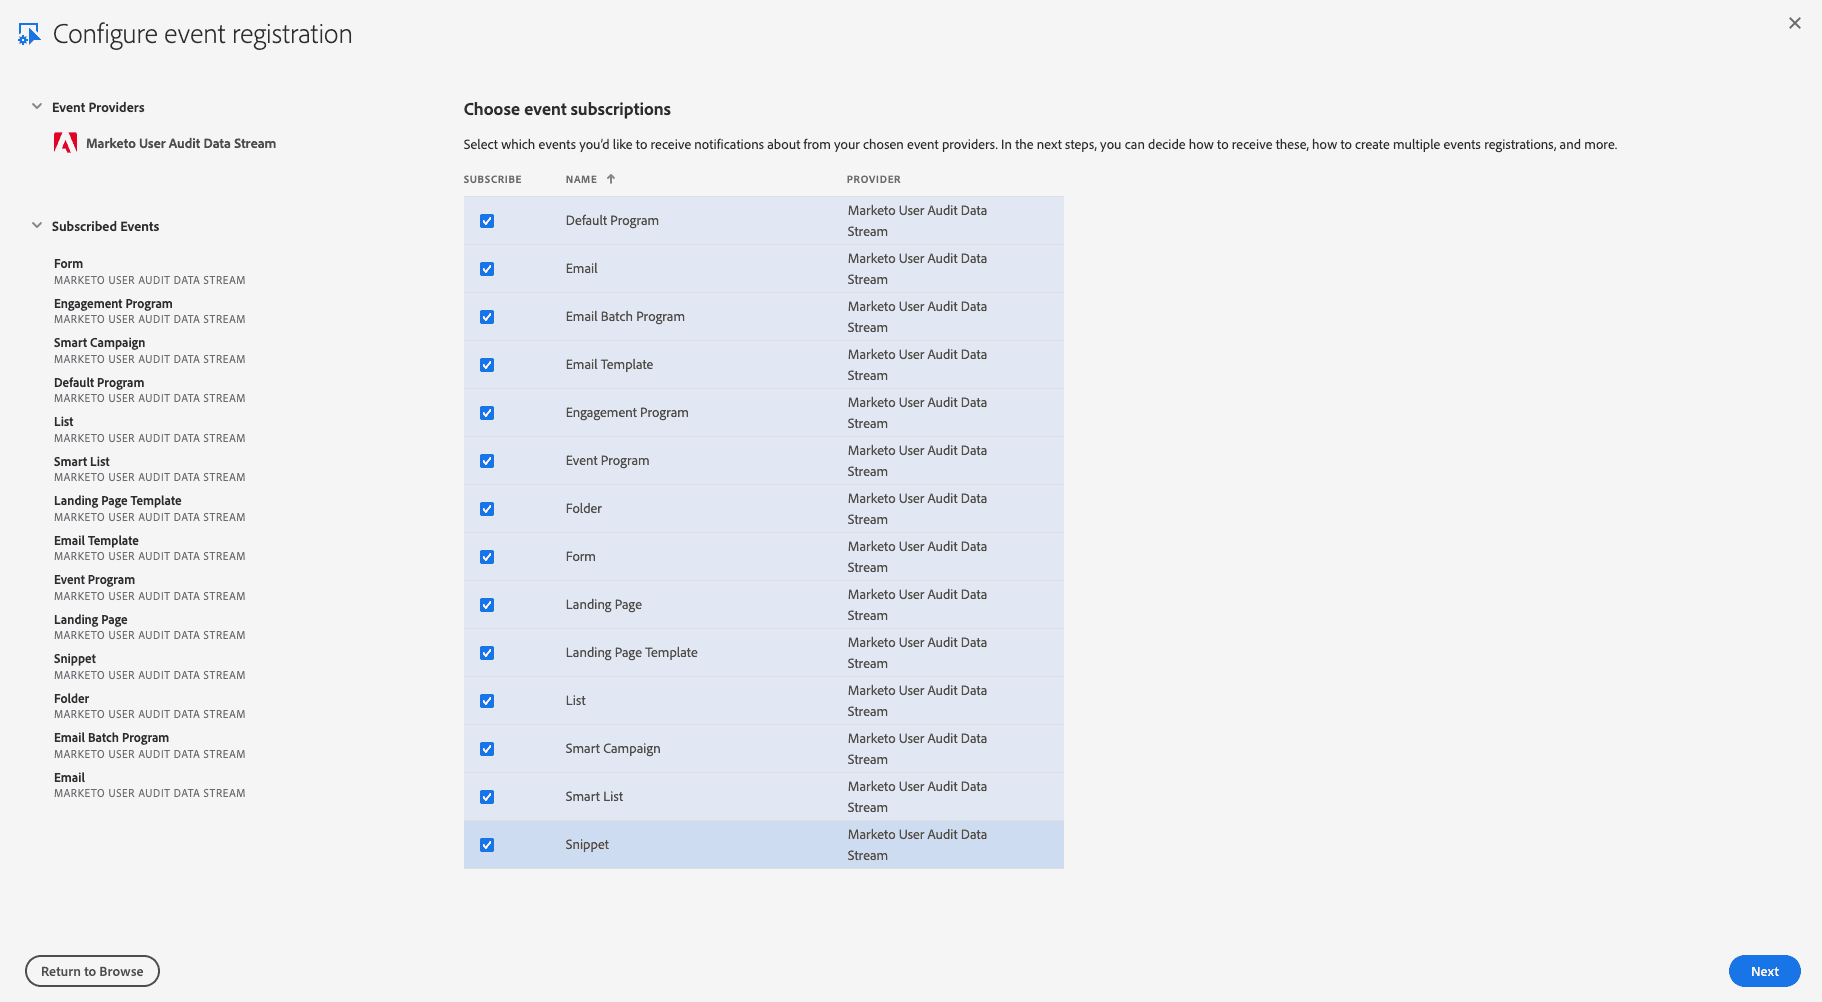 Configure event registration
Event Providers
Marketo User Audit Data Stream
Subscribed Events
Form
MARKETO USER AUDIT DATA STREAM
Engagement Program
MARKETO USER AUDIT DATA STREAM
Smart Campaign
MARKETO USER AUDIT DATA STREAM
Default Program
MARKETO USER AUDIT DATA STREAM
List
MARKETO USER AUDIT DATA STREAM
Smart List
MARKETO USER AUDIT DATA STREAM
Landing Page Template
MARKETO USER AUDIT DATA STREAM
Email Template
MARKETO USER AUDIT DATA STREAM
Event Program
MARKETO USER AUDIT DATA STREAM
Landing Page
MARKETO USER AUDIT DATA STREAM
Snippet
MARKETO USER AUDIT DATA STREAM
Folder
MARKETO USER AUDIT DATA STREAM
Email Batch Program
MARKETO USER AUDIT DATA STREAM
Email
MARKETO USER AUDIT DATA STREAM
Choose event subscriptions
Select which events you'd like to receive notifications about from your chosen event providers. In the next steps, you can decide how to receive these, how to create multiple events registrations, and more.
SUBSCRIBE NAME PROVIDER
Default Program Marketo User Audit Data
Stream
Email Marketo User Audit Data
Stream
Email Batch Program Marketo User Audit Data
Stream
Email Template Marketo User Audit Data
Stream
Engagement Program Marketo User Audit Data
Stream
Event Program Marketo User Audit Data
Stream
Folder Marketo User Audit Data
Stream
Form Marketo User Audit Data
Stream
Landing Page Marketo User Audit Data
Stream
Landing Page Template Marketo User Audit Data
Stream
List Marketo User Audit Data
Stream
Smart Campaign Marketo User Audit Data
Stream
Smart List Marketo User Audit Data
Stream
Snippet Marketo User Audit Data
Stream
Return to Browse
Next